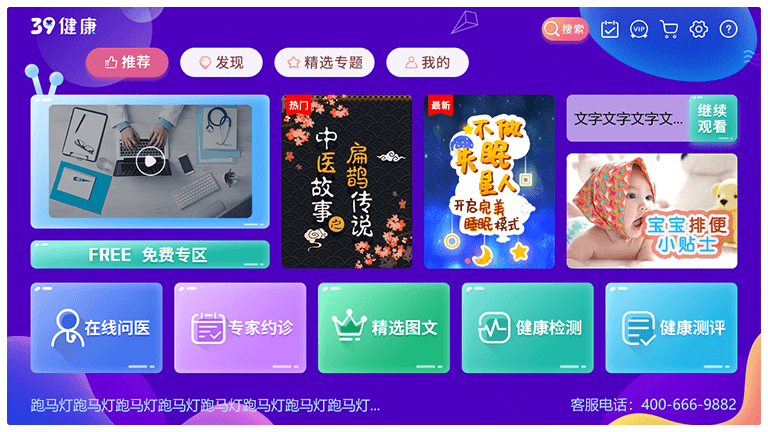 39健康
搜索
VIP
推荐
发现
精选专题
我的
热门
中医故事之
扁鹊传说
最新
不做
失眠
星人
开启完美
睡眠模式
文字文字文字文...
继续
观看
宝宝排便
小贴士
FREE 免费专区
在线问医
专家约诊
精选图文
健康检测
健康测评
跑马灯跑马灯跑马灯跑马灯跑马灯跑马灯跑马灯跑马灯...
客服电话：400-666-9882